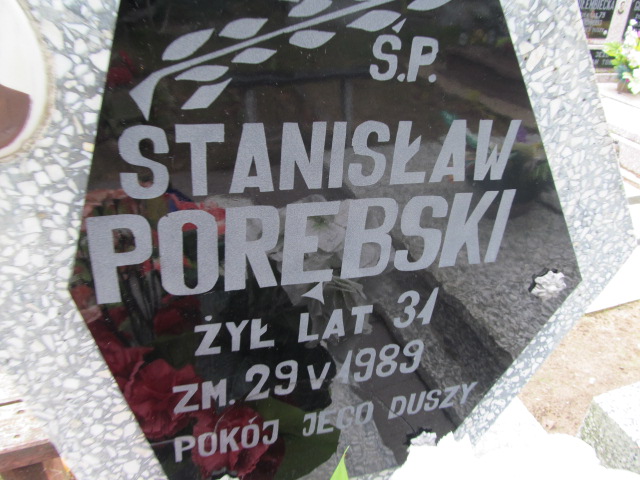 Ś.P.
STANISŁAW
PORĘBSKI
ŻYŁ LAT 31
ZM. 29 V 1989
POKÓJ JEGO DUSZY